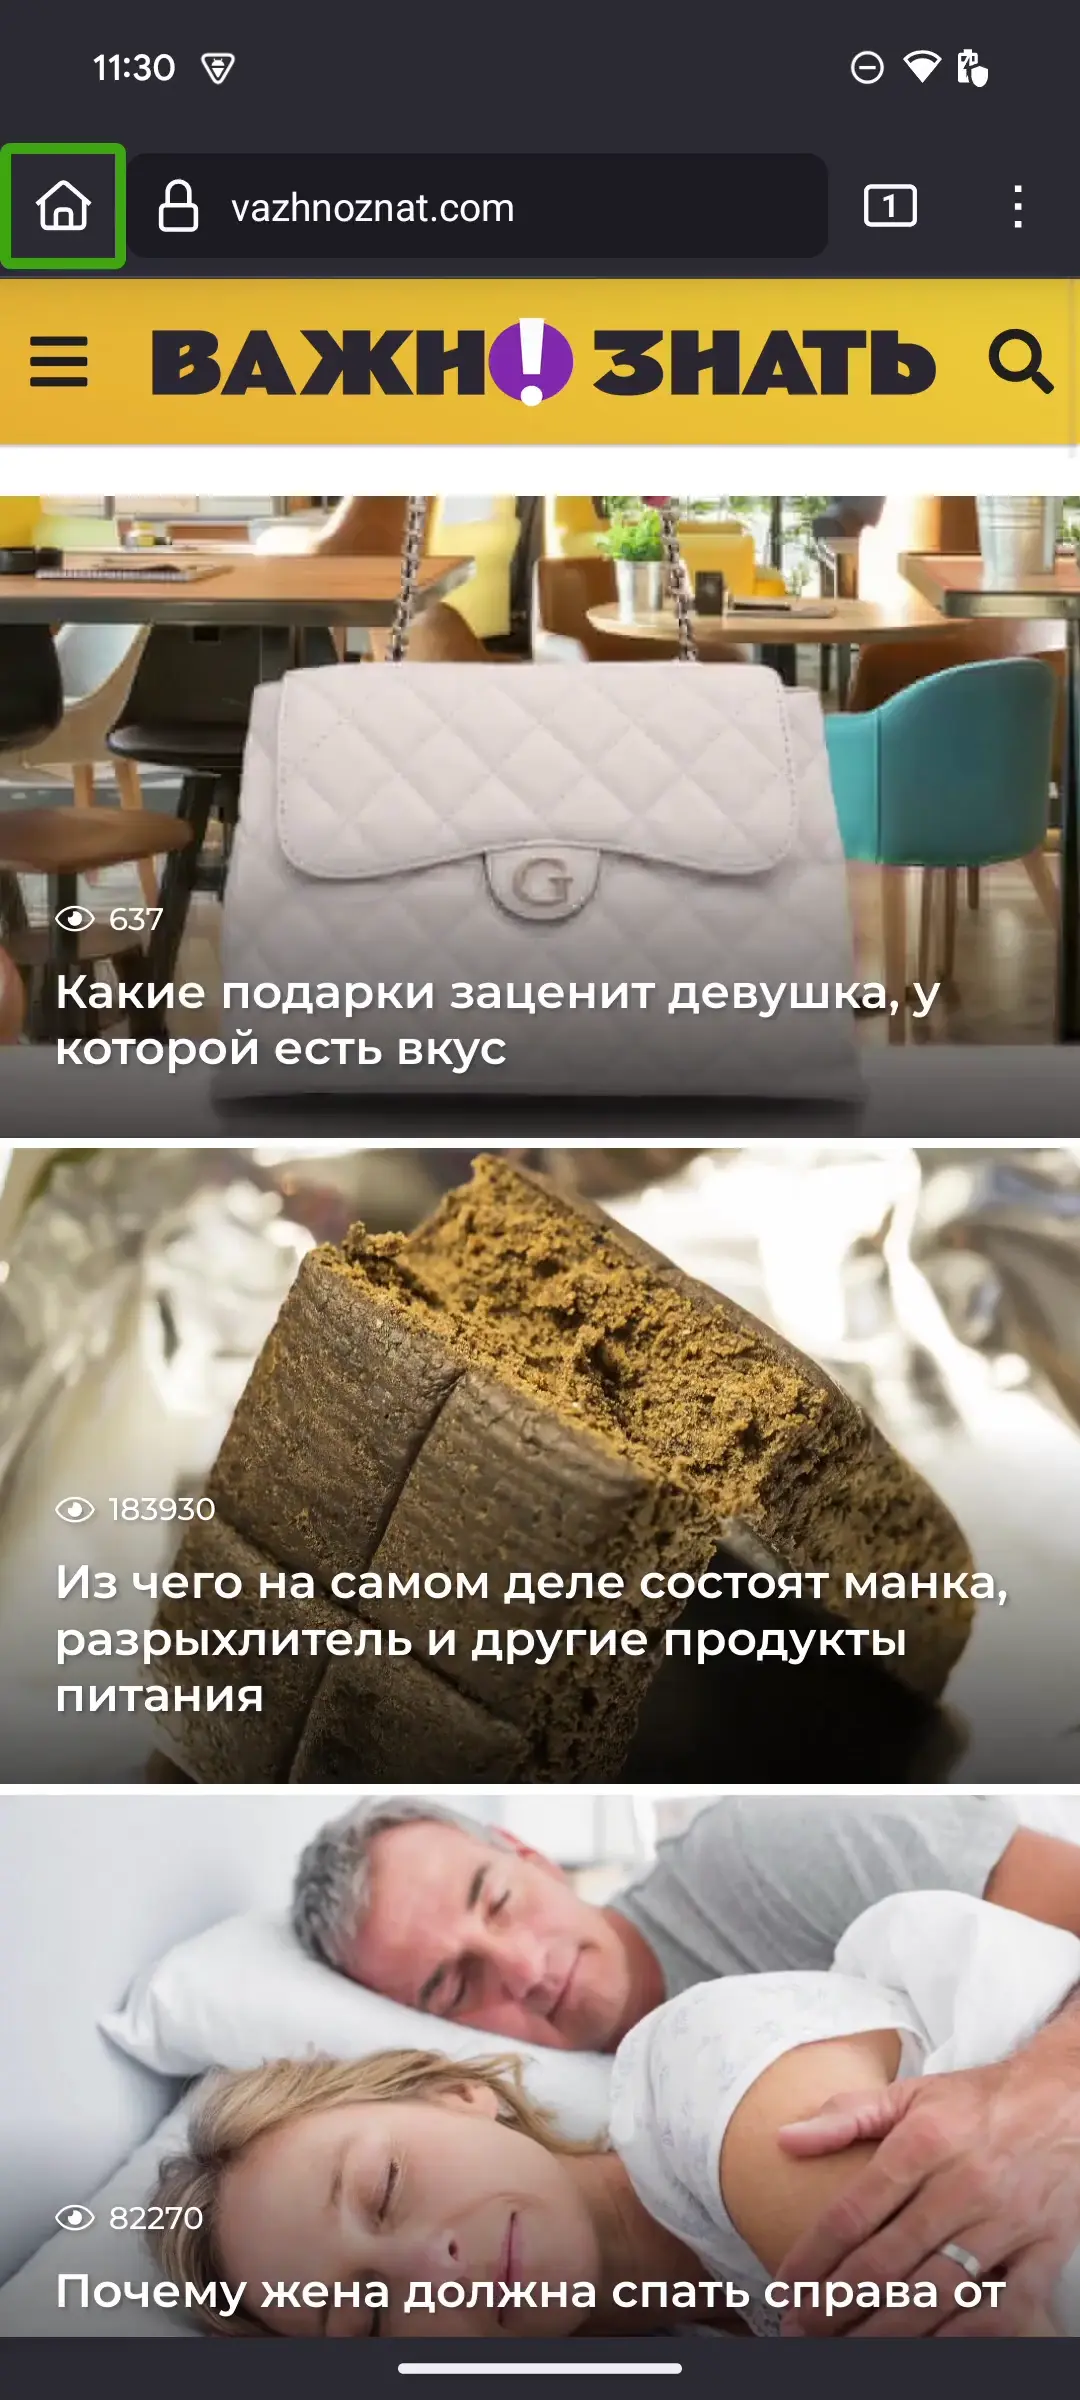 11:30
vazhnoznat.com
1
ВАЖН!ЗНАТЬ
G
637
Какие подарки заценит девушка, у
которой есть вкус
183930
Из чего на самом деле состоят манка,
разрыхлитель и другие продукты
питания
82270
Почему жена должна спать справа от